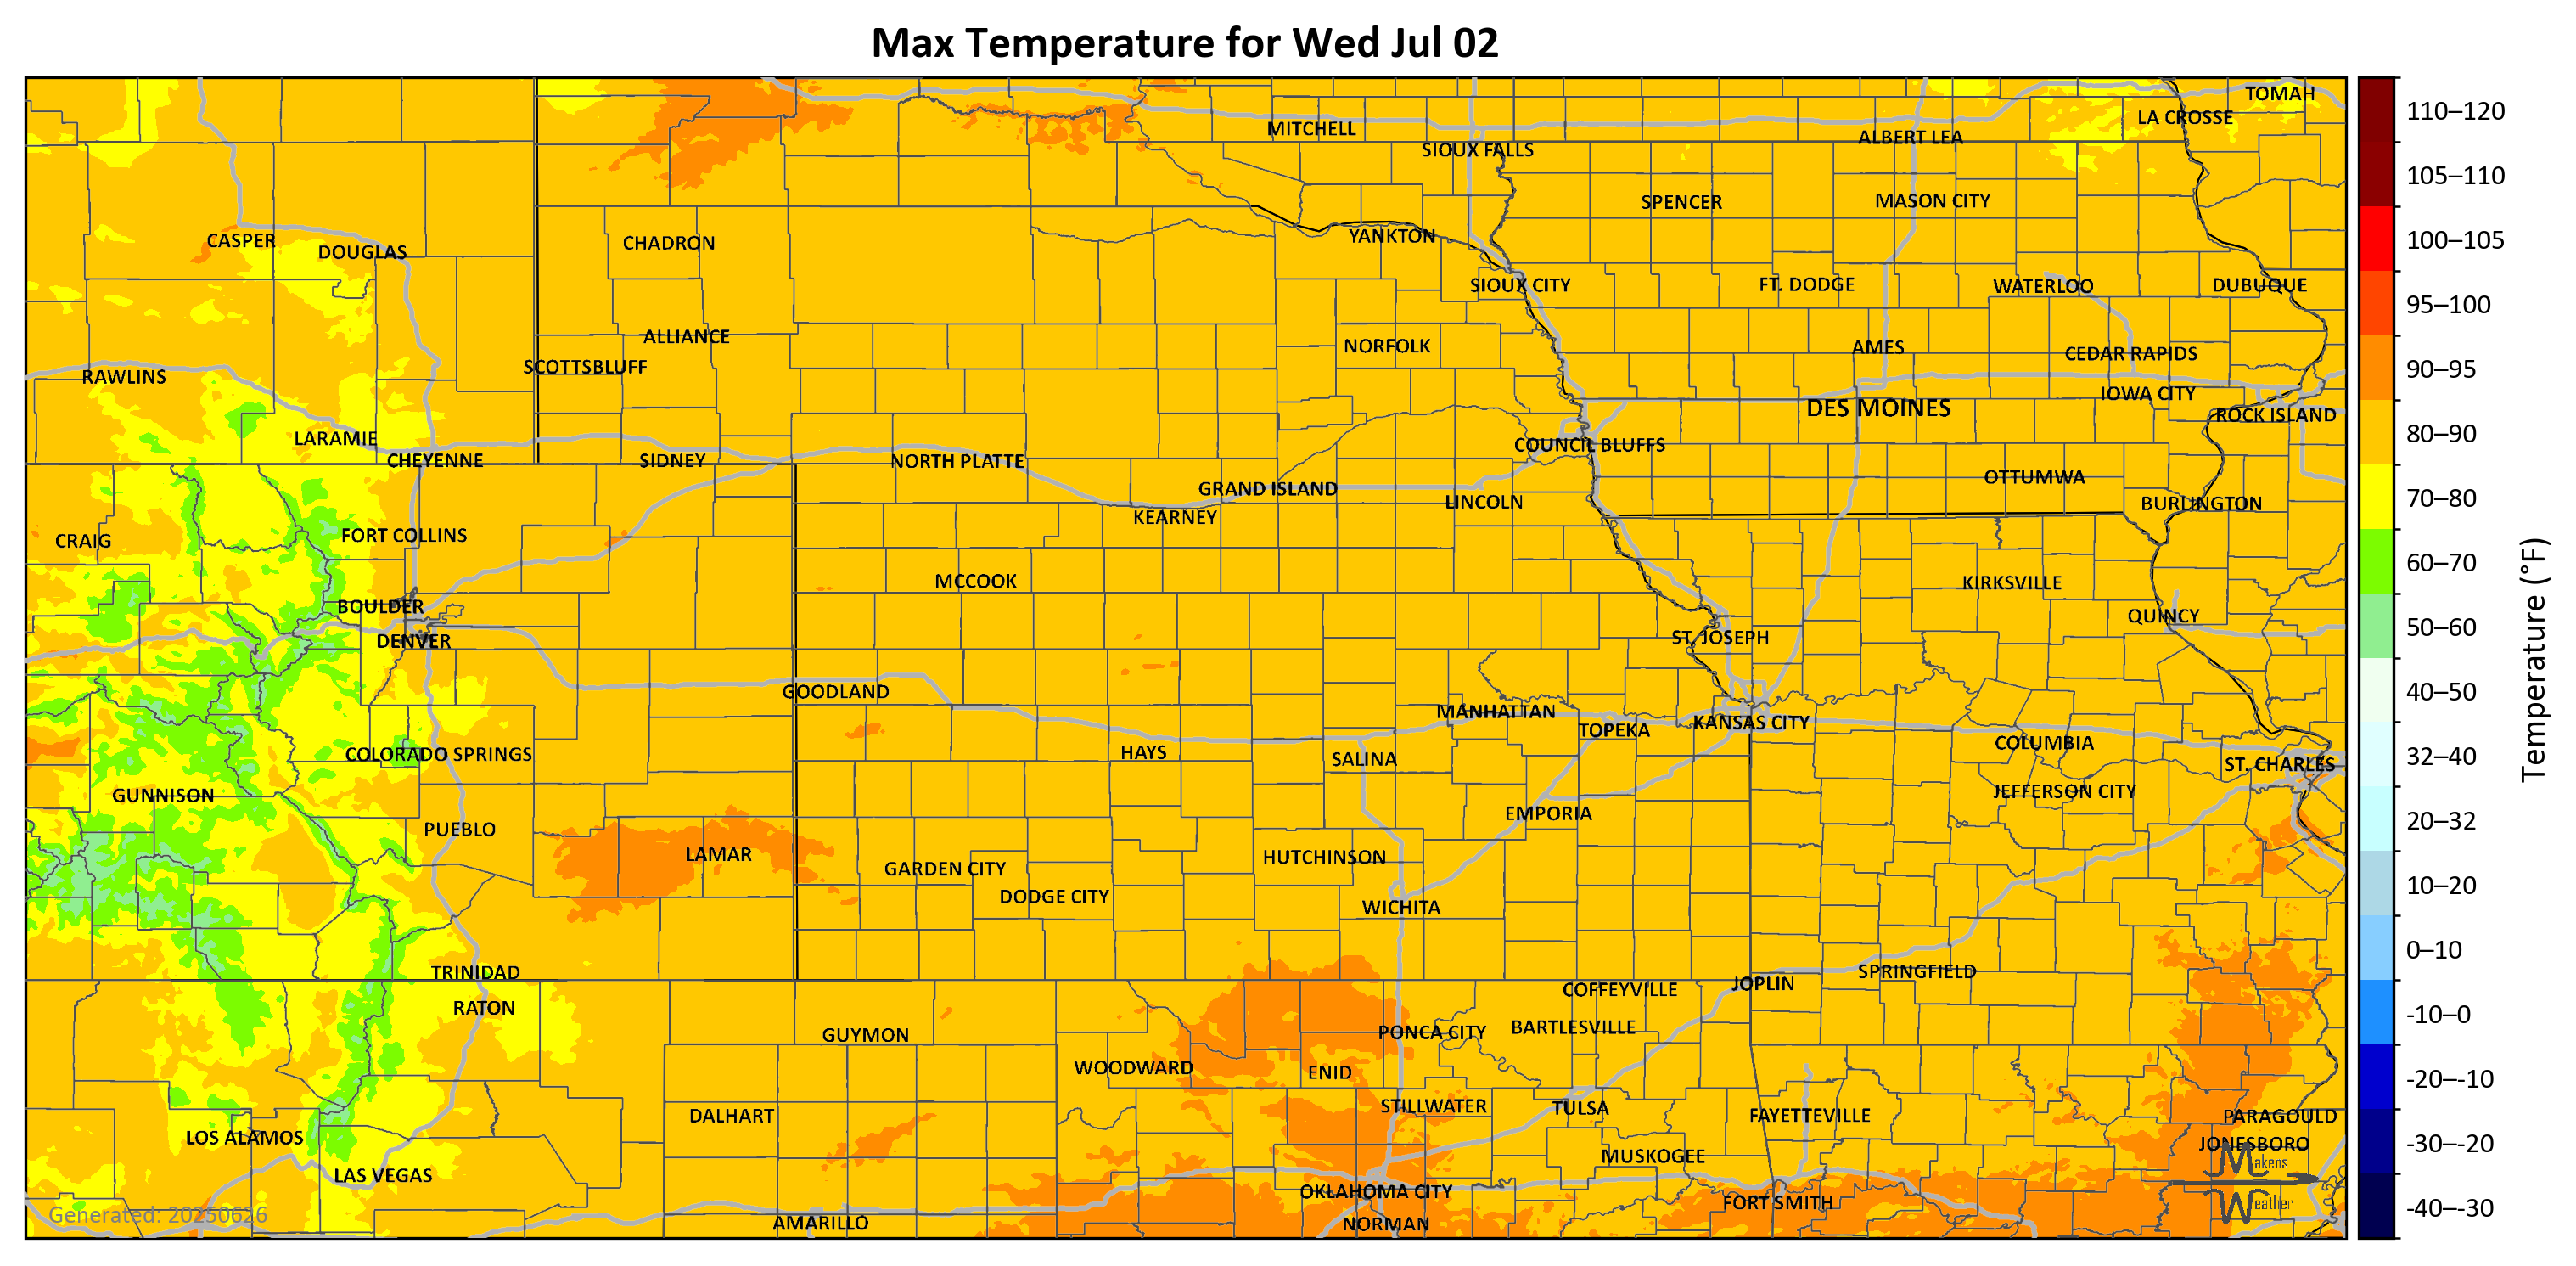 Max Temperature for Wed Jul 02
TOMAH
LA CROSSE
MITCHELL
ALBERT LEA
SIOUX FALLS
SPENCER
MASON CITY
CASPER
DOUGLAS
CHADRON
YANKTON
SIOUX CITY
FT. DODGE
WATERLOO
DUBUQUE
ALLIANCE
NORFOLK
AMES
CEDAR RAPIDS
SCOTTSBLUFF
RAWLINS
IOWA CITY
DES MOINES
ROCK ISLAND
LARAMIE
COUNCIL BLUFFS
CHEYENNE
SIDNEY
NORTH PLATTE
OTTUMWA
GRAND ISLAND
LINCOLN
BURLINGTON
KEARNEY
FORT COLLINS
CRAIG
MCCOOK
KIRKSVILLE
BOULDER
QUINCY
DENVER
ST. JOSEPH
GOODLAND
MANHATTAN
TOPEKA
KANSAS CITY
COLUMBIA
COLORADO SPRINGS
HAYS
SALINA
ST. CHARLES
GUNNISON
JEFFERSON CITY
EMPORIA
PUEBLO
LAMAR
HUTCHINSON
GARDEN CITY
DODGE CITY
WICHITA
TRINIDAD
SPRINGFIELD
JOPLIN
COFFEYVILLE
RATON
GUYMON
PONCA CITY
BARTLESVILLE
WOODWARD
ENID
STILLWATER
TULSA
DALHART
FAYETTEVILLE
PARAGOULD
LOS ALAMOS
JONESBORO
MUSKOGEE
LAS VEGAS
OKLAHOMA CITY
FORT SMITH
AMARILLO
NORMAN
Makens
Weather
Generated: 20250626
110–120
105–110
100–105
95–100
90–95
80–90
70–80
60–70
50–60
40–50
32–40
20–32
10–20
0–10
-10–0
-20–-10
-30–-20
-40–-30
Temperature (°F)